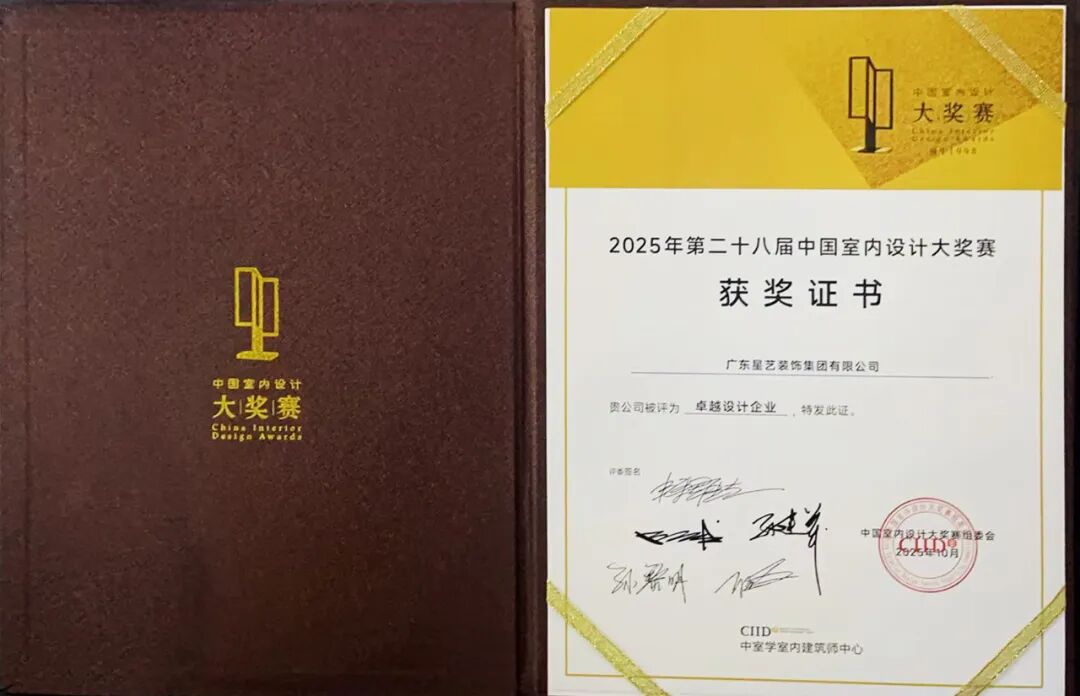 中国室内设计
大奖赛
China Interior
Design Awards
中国室内设计
大奖赛
China Interior
Design Awards
2025年第二十八届中国室内设计大奖赛
获奖证书
广东星艺装饰集团有限公司
贵公司被评为 卓越设计企业 ，特发此证。
评委签名
中国室内设计大奖赛组委会
CIID
2025年10月
CIID
中室学室内建筑师中心